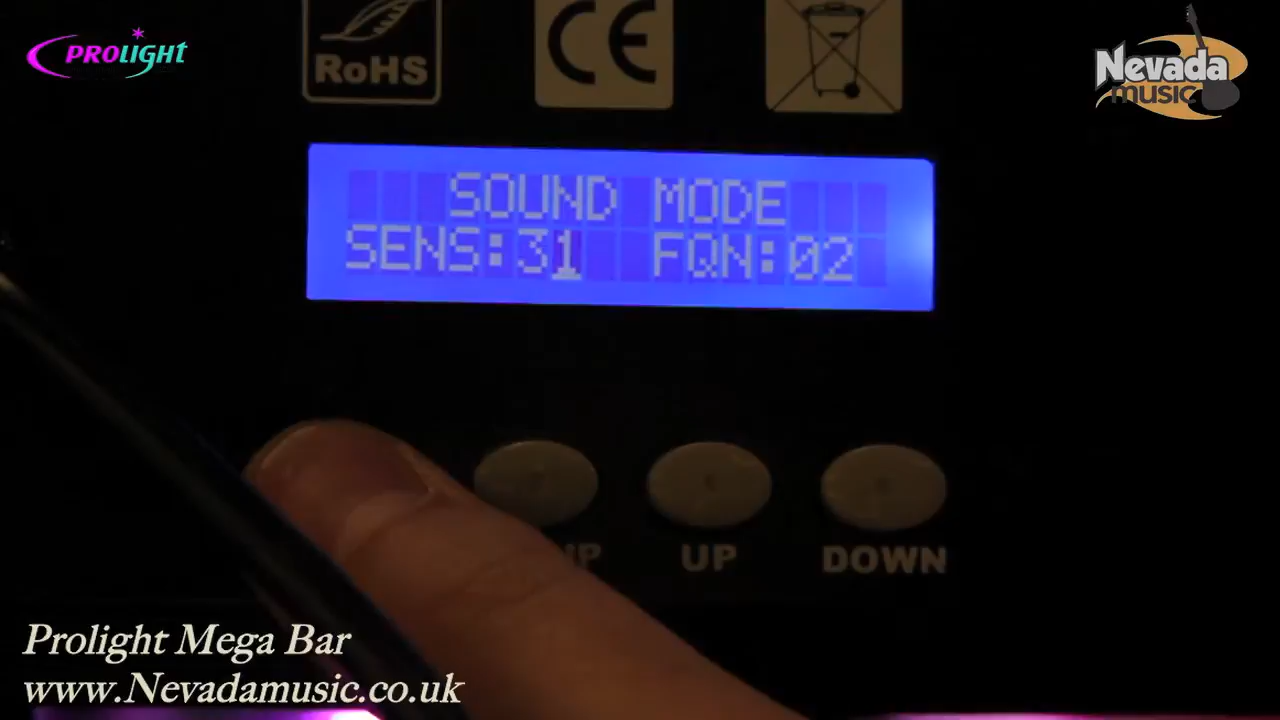 PROLIGHT
Nevada
music
RoHS
CE
SOUND MODE
SENS:31 FQN:02
UP
DOWN
Prolight Mega Bar
www.Nevadamusic.co.uk